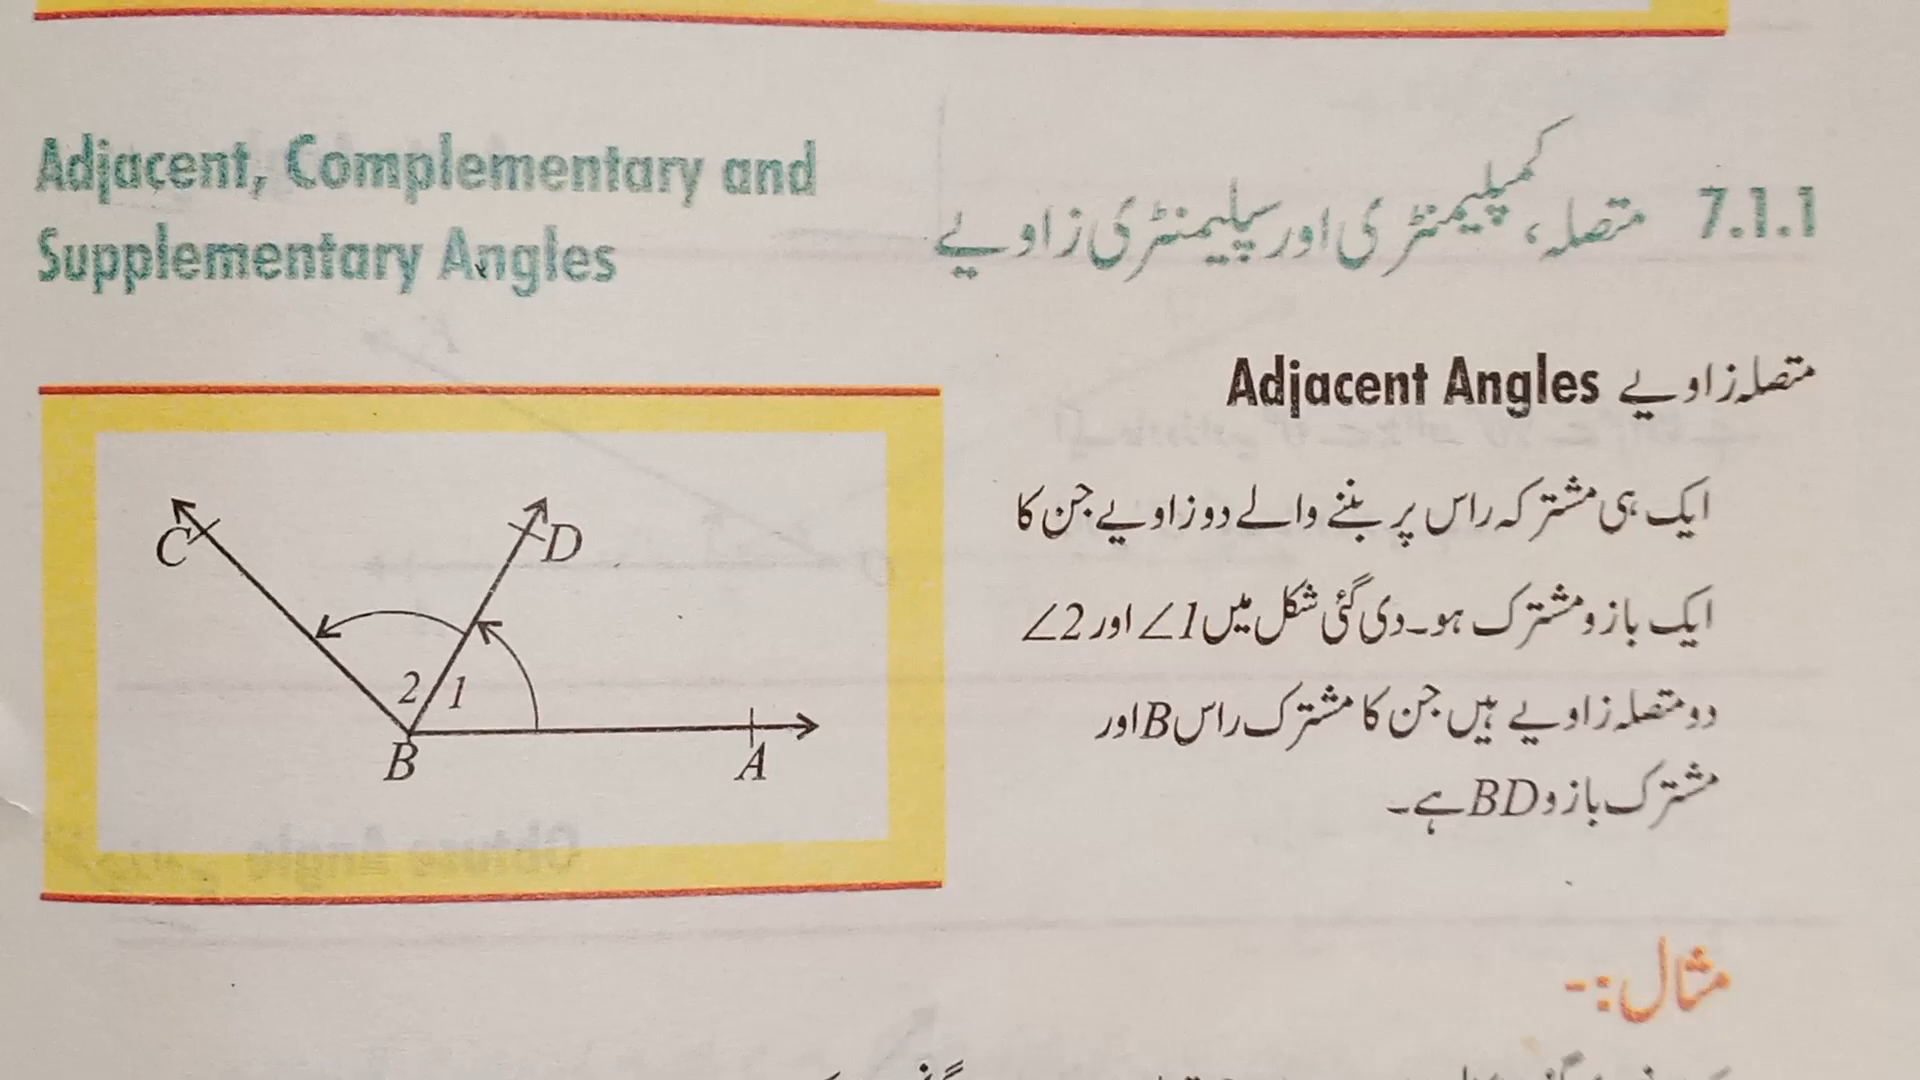 7.1.1 متصلہ، کمپلیمنٹری اور سپلیمنٹری زاویے
Adjacent, Complementary and
Supplementary Angles
متصلہ زاویے Adjacent Angles
ایک ہی مشترکہ راس پر بننے والے دو زاویے جن کا
ایک بازو مشترک ہو۔ دی گئی شکل میں ∠1 اور ∠2
دو متصلہ زاویے ہیں جن کا مشترک راس B اور
مشترک بازو BD ہے۔
C
D
2 1
B
A
مثال:-